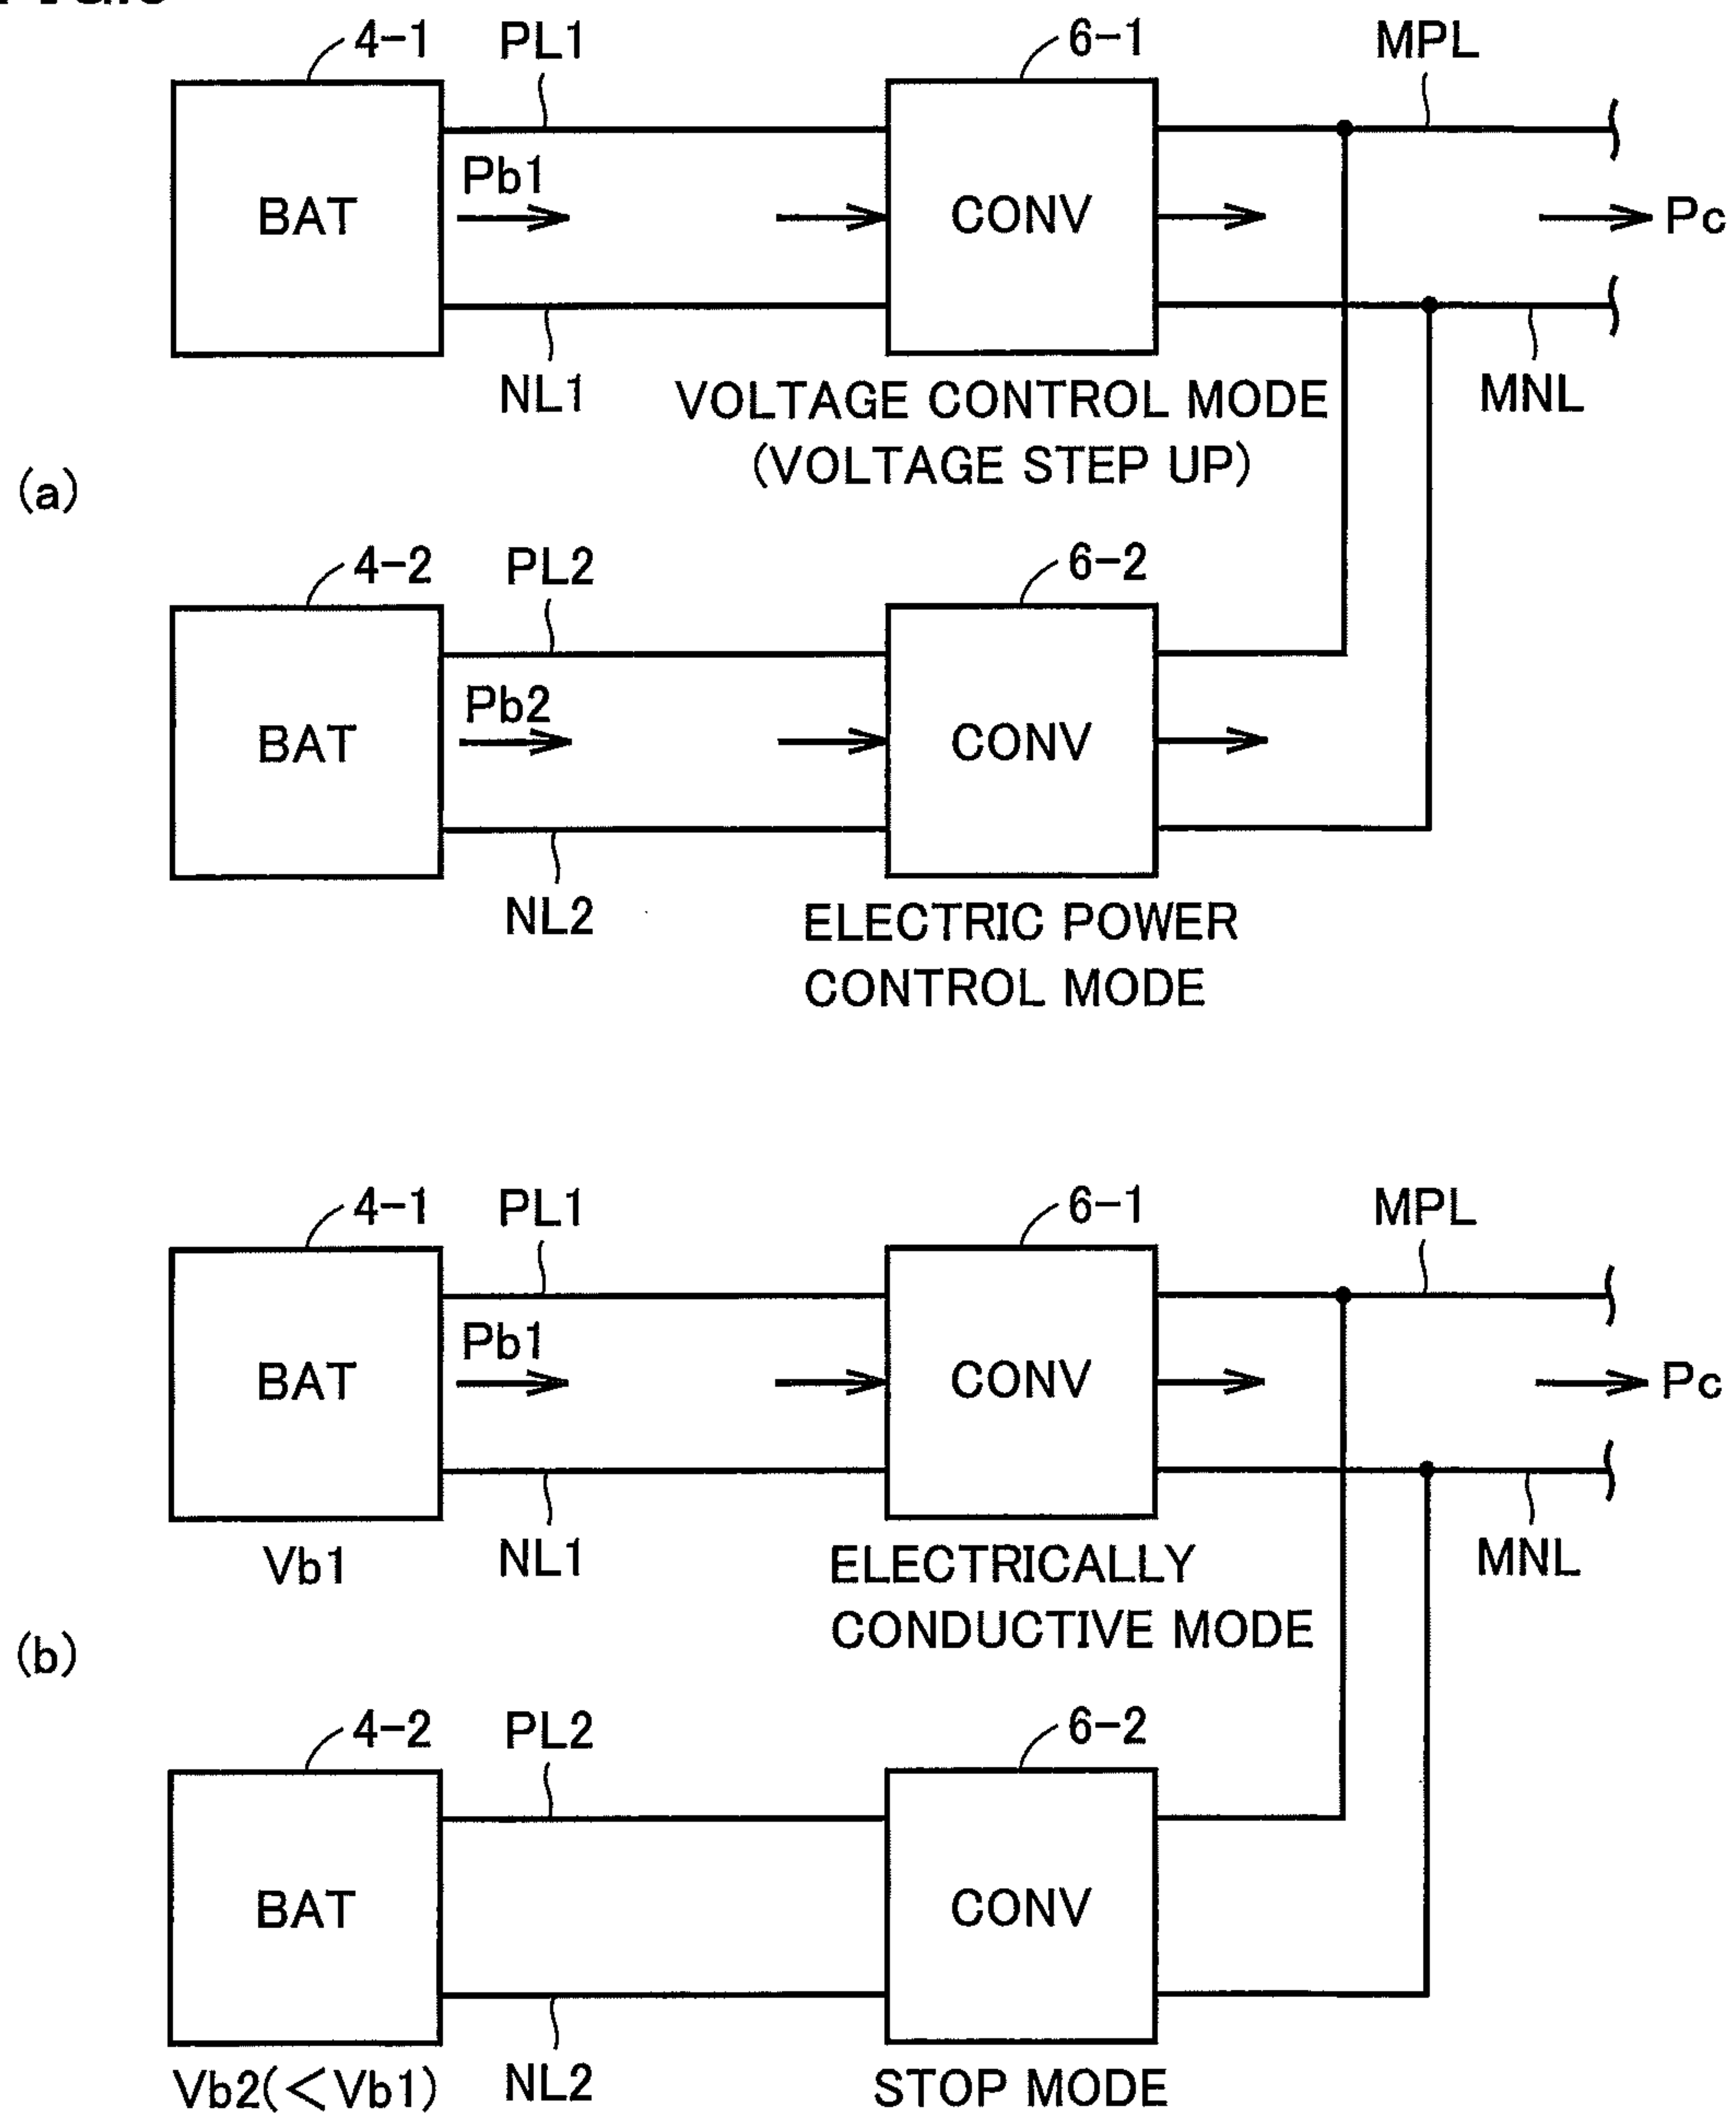 4-1 PL1 6-1 MPL
BAT Pb1 CONV Pc
NL1 VOLTAGE CONTROL MODE MNL
(VOLTAGE STEP UP)
(a)
4-2 PL2 6-2
BAT Pb2 CONV
NL2 ELECTRIC POWER
CONTROL MODE
4-1 PL1 6-1 MPL
BAT Pb1 CONV Pc
Vb1 NL1 ELECTRICALLY MNL
CONDUCTIVE MODE
(b)
4-2 PL2 6-2
BAT CONV
Vb2(<Vb1) NL2 STOP MODE